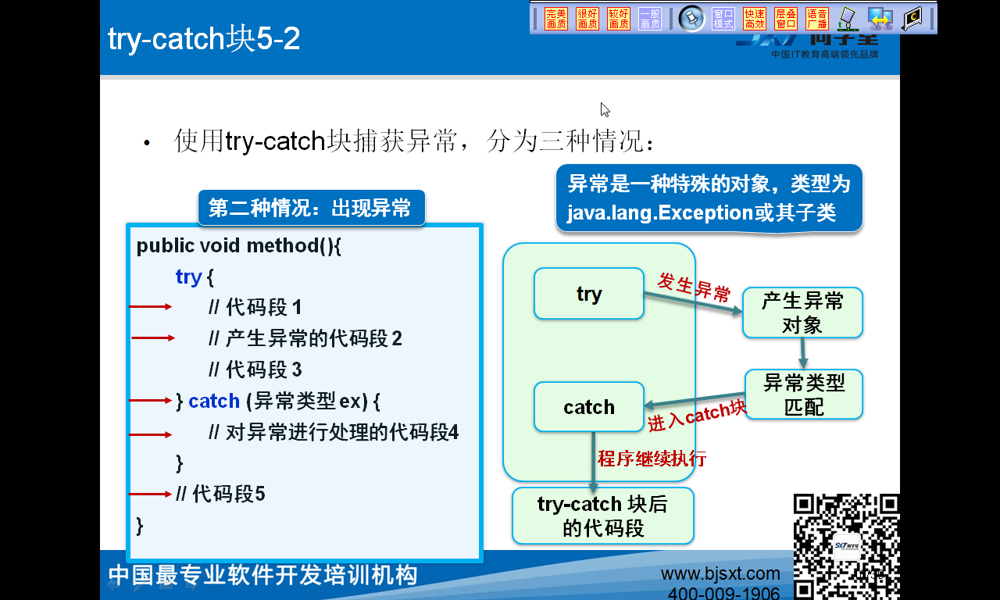 try-catch块5-2
完美画质 很好画质 较好画质 一般画质 窗口模式 快速高效 层叠窗口 语音广播
中国IT教育高端领先品牌
• 使用try-catch块捕获异常，分为三种情况：
第二种情况：出现异常
public void method(){
try {
// 代码段 1
// 产生异常的代码段 2
// 代码段 3
} catch (异常类型 ex) {
// 对异常进行处理的代码段4
}
// 代码段5
}
异常是一种特殊的对象，类型为
java.lang.Exception或其子类
try
发生异常
产生异常
对象
异常类型
匹配
进入catch块
catch
程序继续执行
try-catch 块后
的代码段
中国最专业软件开发培训机构
www.bjsxt.com
400-009-1906